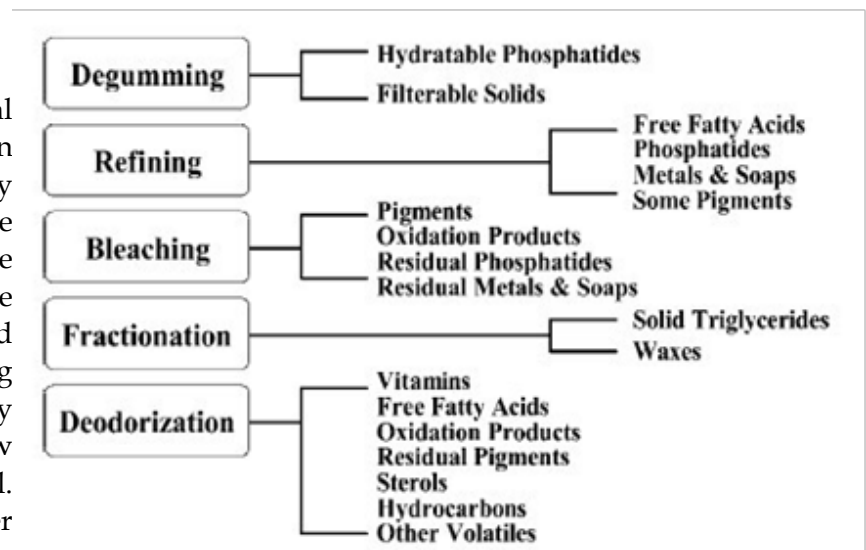 Degumming
Hydratable Phosphatides
Filterable Solids
Refining
Free Fatty Acids
Phosphatides
Metals & Soaps
Some Pigments
Bleaching
Pigments
Oxidation Products
Residual Phosphatides
Residual Metals & Soaps
Fractionation
Solid Triglycerides
Waxes
Deodorization
Vitamins
Free Fatty Acids
Oxidation Products
Residual Pigments
Sterols
Hydrocarbons
Other Volatiles